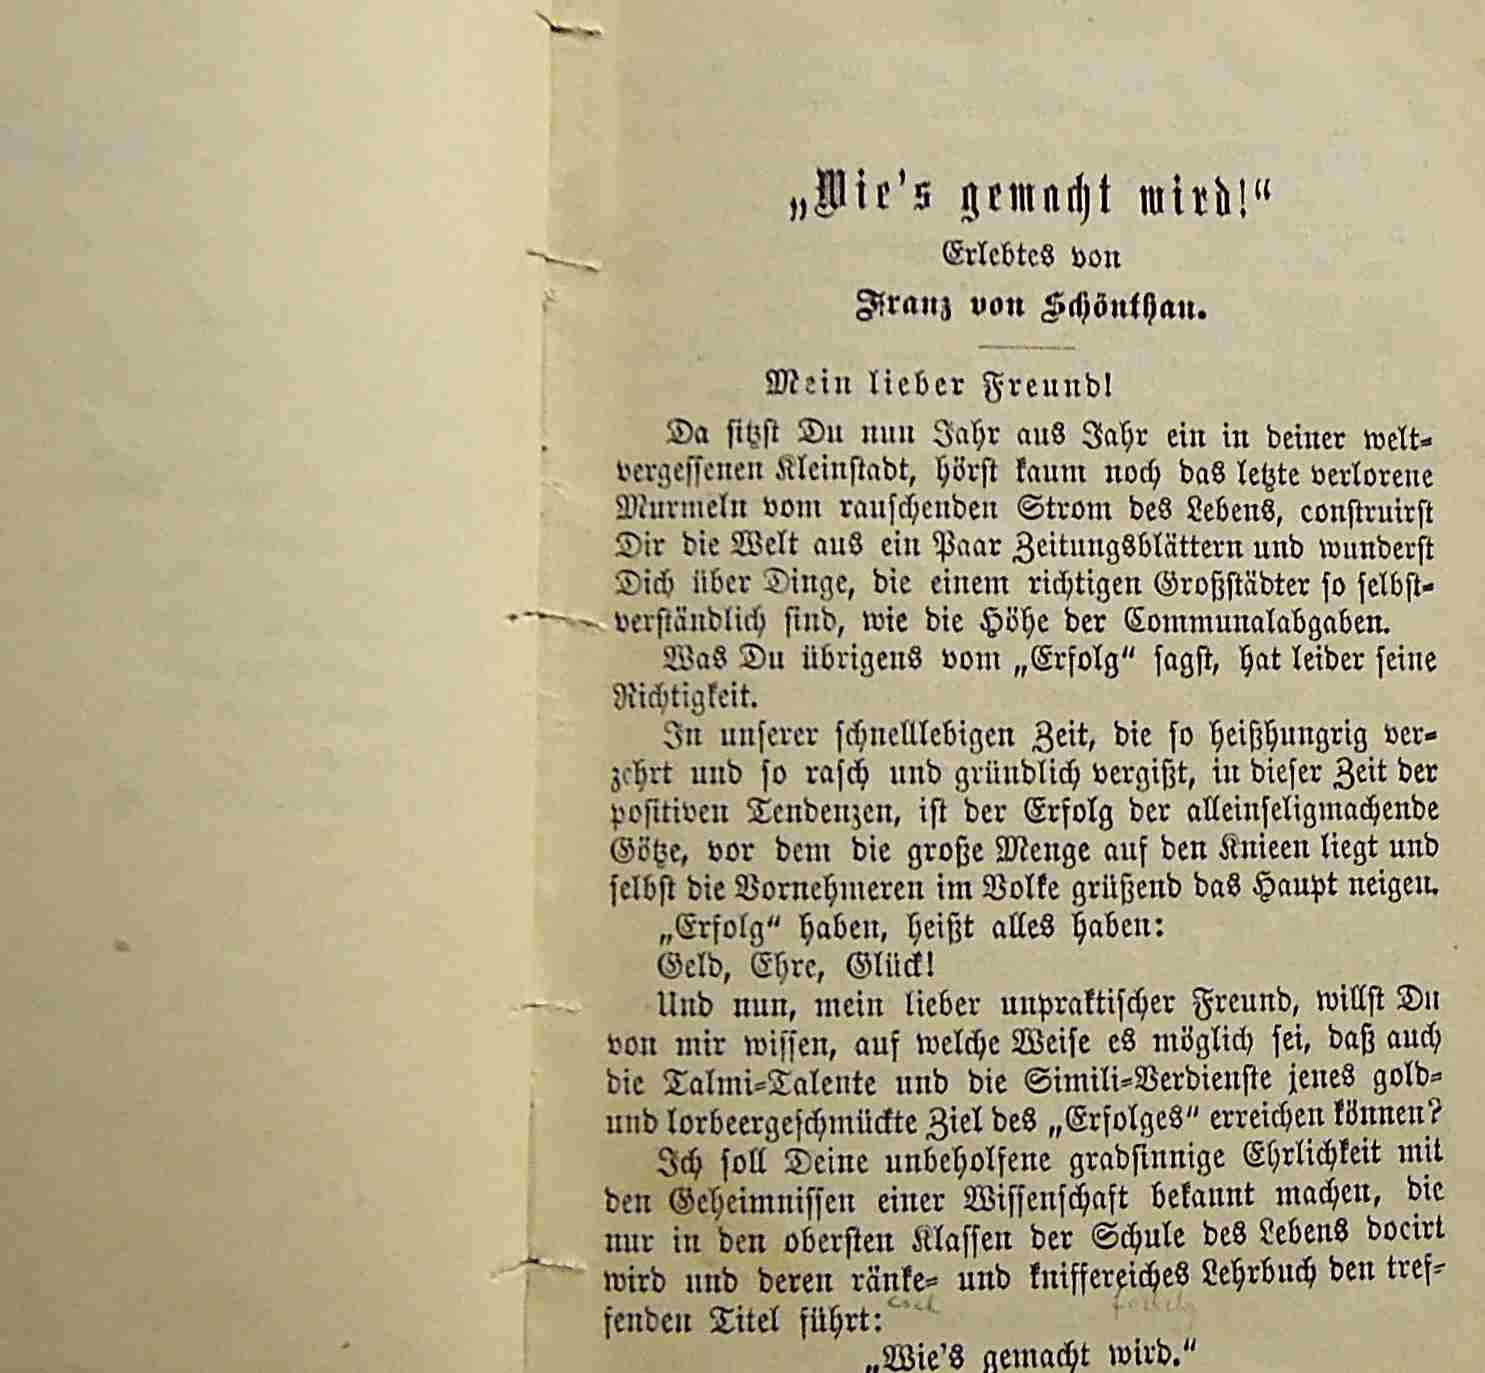 „Wie's gemacht wird!“
Erlebtes von
Franz von Schönthan.
Mein lieber Freund!
Da sitzst Du nun Jahr aus Jahr ein in deiner welt-
vergessenen Kleinstadt, hörst kaum noch das letzte verlorene
Murmeln vom rauschenden Strom des Lebens, construirst
Dir die Welt aus ein Paar Zeitungsblättern und wunderst
Dich über Dinge, die einem richtigen Großstädter so selbst-
verständlich sind, wie die Höhe der Communalabgaben.
Was Du übrigens vom „Erfolg“ sagst, hat leider seine
Richtigkeit.
In unserer schnelllebigen Zeit, die so heißhungrig ver-
zehrt und so rasch und gründlich vergißt, in dieser Zeit der
positiven Tendenzen, ist der Erfolg der alleinseligmachende
Götze, vor dem die große Menge auf den Knieen liegt und
selbst die Vornehmeren im Volke grüßend das Haupt neigen.
„Erfolg“ haben, heißt alles haben:
Geld, Ehre, Glück!
Und nun, mein lieber unpraktischer Freund, willst Du
von mir wissen, auf welche Weise es möglich sei, daß auch
die Talmi-Talente und die Simili-Verdienste jenes gold-
und lorbeergeschmückte Ziel des „Erfolges“ erreichen können?
Ich soll Deine unbeholfene gradsinnige Ehrlichkeit mit
den Geheimnissen einer Wissenschaft bekannt machen, die
nur in den obersten Klassen der Schule des Lebens docirt
wird und deren ränke- und kniffereiches Lehrbuch den tref-
fenden Titel führt:
„Wie's gemacht wird.“